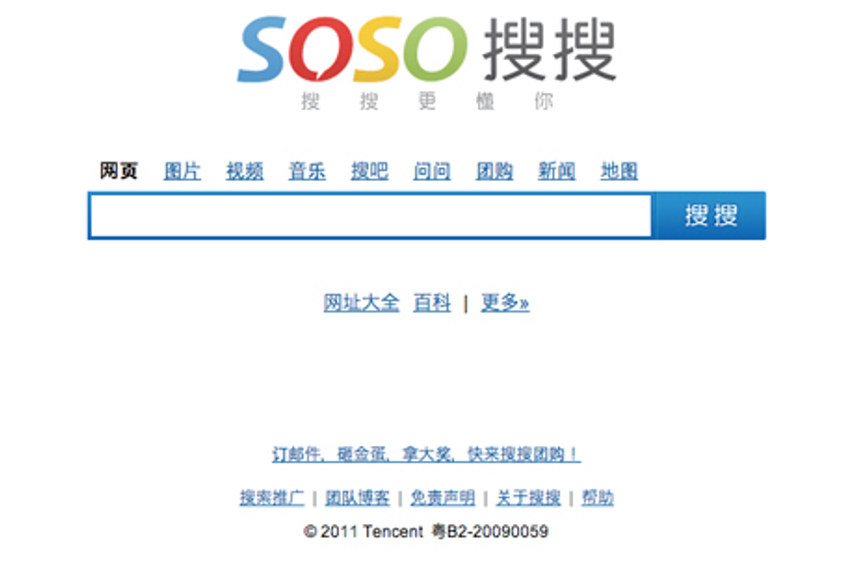 SOSO 搜搜
搜 搜 更 懂 你
网页 图片 视频 音乐 搜吧 问问 团购 新闻 地图
搜 搜
网址大全 百科 | 更多»
订邮件，砸金蛋，拿大奖，快来搜搜团购！
搜索推广 | 团队博客 | 免责声明 | 关于搜搜 | 帮助
© 2011 Tencent 粤B2-20090059